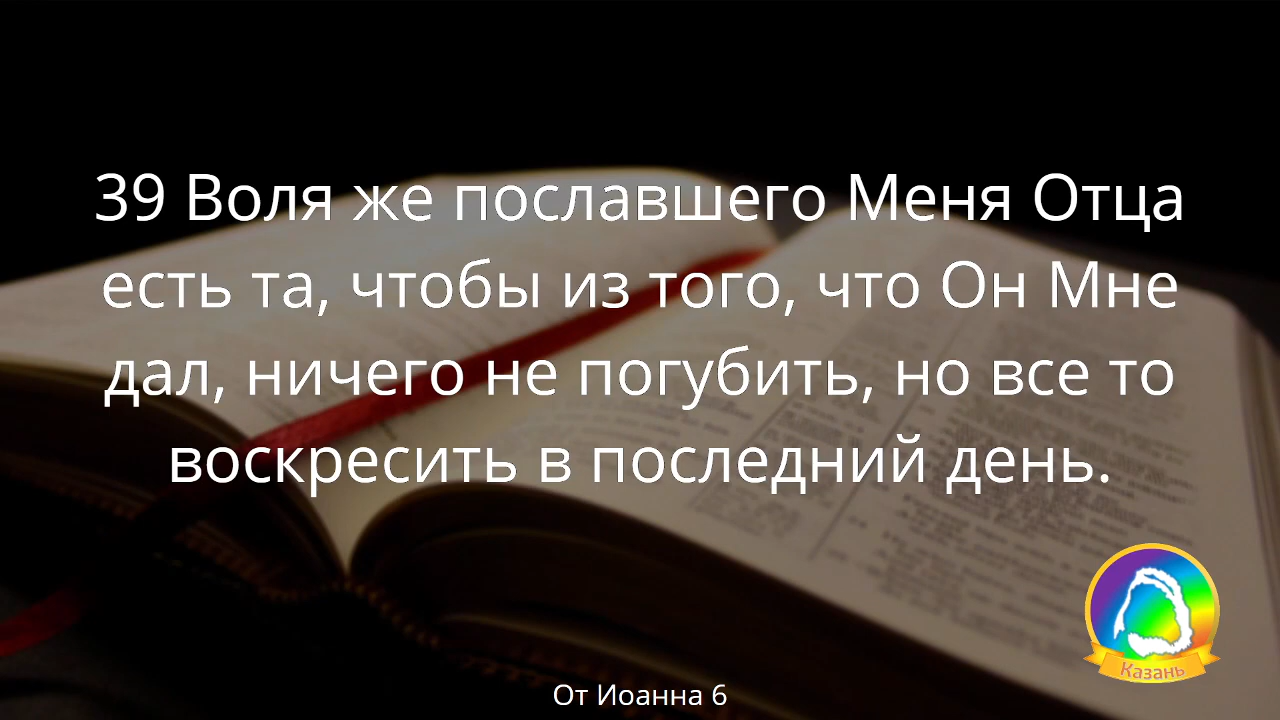 39 Воля же пославшего Меня Отца
есть та, чтобы из того, что Он Мне
дал, ничего не погубить, но все то
воскресить в последний день.
Казань
От Иоанна 6